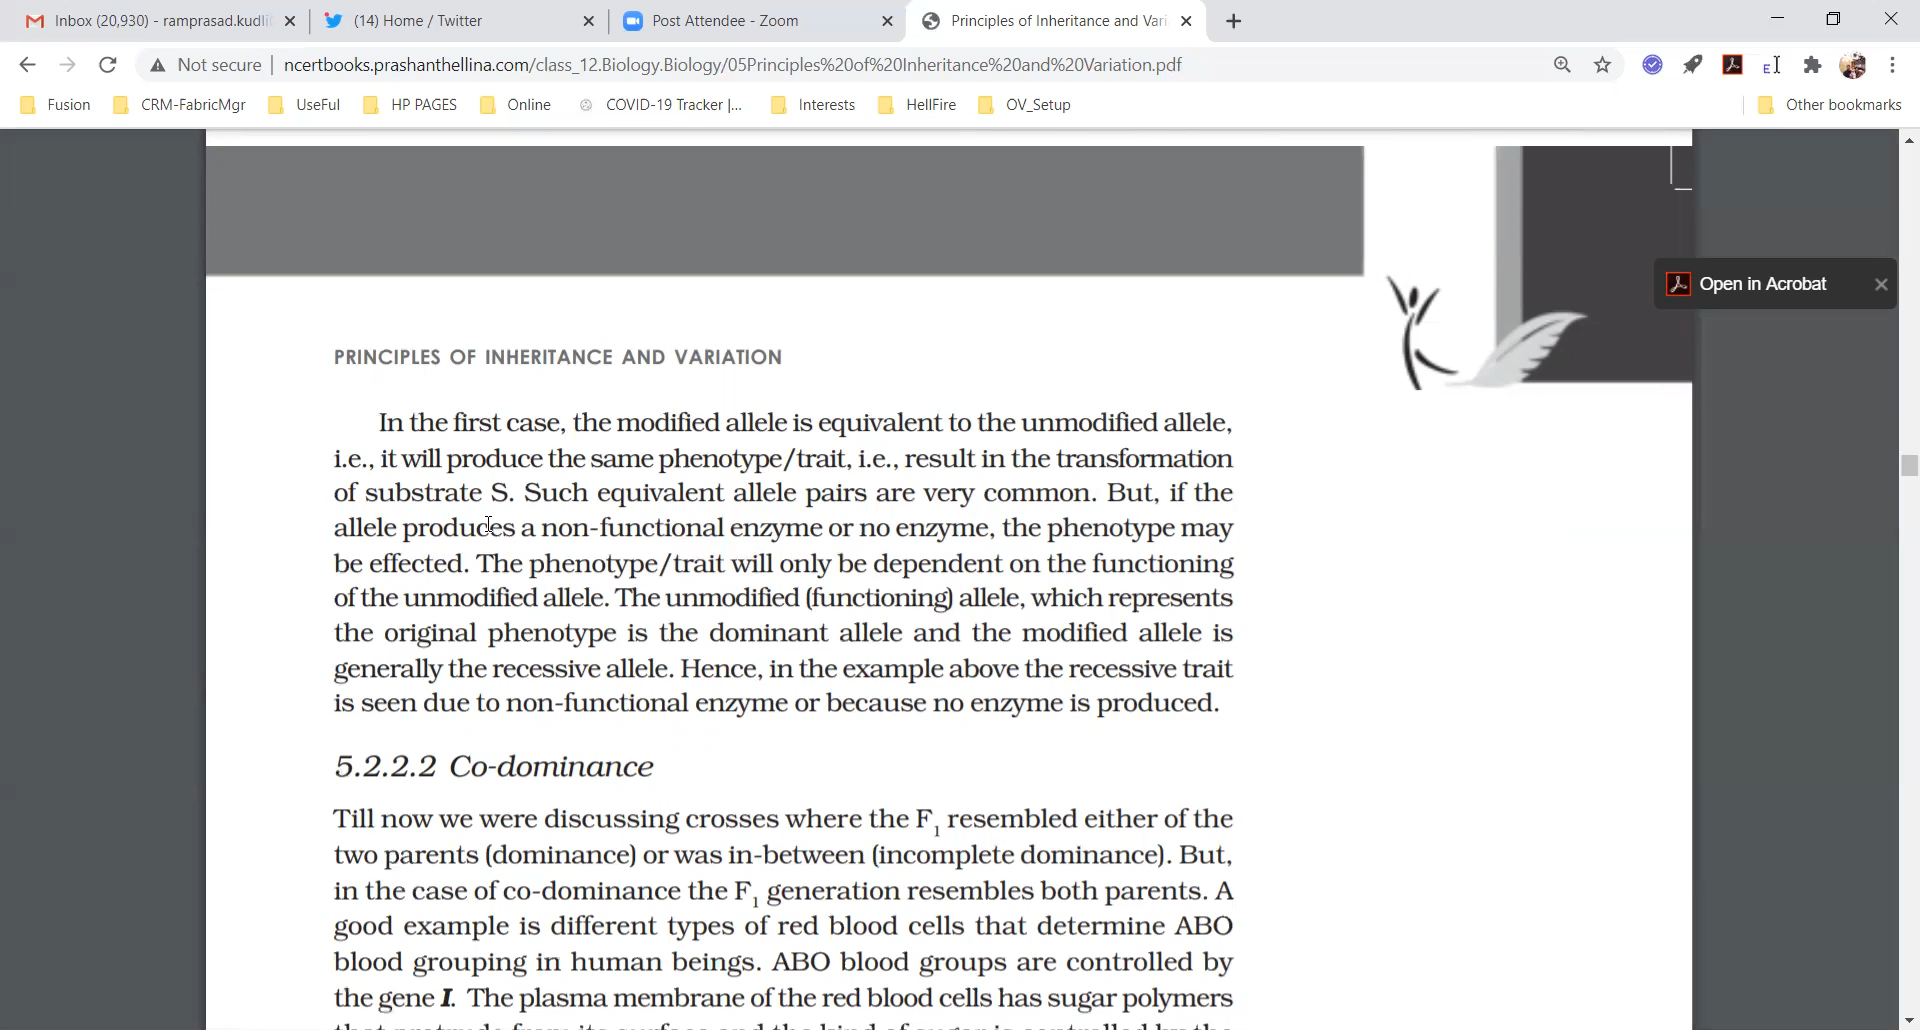 Inbox (20,930) - ramprasad.kudli
(14) Home / Twitter
Post Attendee - Zoom
Principles of Inheritance and Vari
Not secure
ncertbooks.prashanthellina.com/class_12.Biology.Biology/05Principles%20of%20Inheritance%20and%20Variation.pdf
Fusion
CRM-FabricMgr
UseFul
HP PAGES
Online
COVID-19 Tracker |...
Interests
HellFire
OV_Setup
Other bookmarks
Open in Acrobat
PRINCIPLES OF INHERITANCE AND VARIATION
In the first case, the modified allele is equivalent to the unmodified allele,
i.e., it will produce the same phenotype/trait, i.e., result in the transformation
of substrate S. Such equivalent allele pairs are very common. But, if the
allele produces a non-functional enzyme or no enzyme, the phenotype may
be effected. The phenotype/trait will only be dependent on the functioning
of the unmodified allele. The unmodified (functioning) allele, which represents
the original phenotype is the dominant allele and the modified allele is
generally the recessive allele. Hence, in the example above the recessive trait
is seen due to non-functional enzyme or because no enzyme is produced.
5.2.2.2 Co-dominance
Till now we were discussing crosses where the F1 resembled either of the
two parents (dominance) or was in-between (incomplete dominance). But,
in the case of co-dominance the F1 generation resembles both parents. A
good example is different types of red blood cells that determine ABO
blood grouping in human beings. ABO blood groups are controlled by
the gene I. The plasma membrane of the red blood cells has sugar polymers